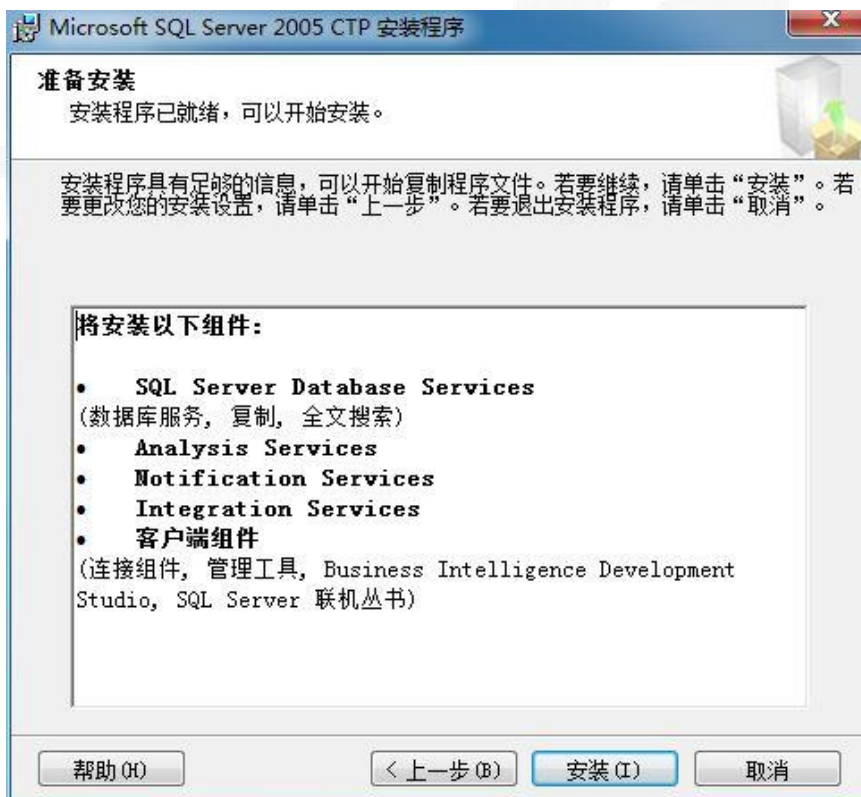 Microsoft SQL Server 2005 CTP 安装程序
准备安装
安装程序已就绪，可以开始安装。
安装程序具有足够的信息，可以开始复制程序文件。若要继续，请单击“安装”。若
要更改您的安装设置，请单击“上一步”。若要退出安装程序，请单击“取消”。
将安装以下组件:
• SQL Server Database Services
(数据库服务, 复制, 全文搜索)
• Analysis Services
• Notification Services
• Integration Services
• 客户端组件
(连接组件, 管理工具, Business Intelligence Development
Studio, SQL Server 联机丛书)
帮助(H) < 上一步(B) 安装(I) 取消